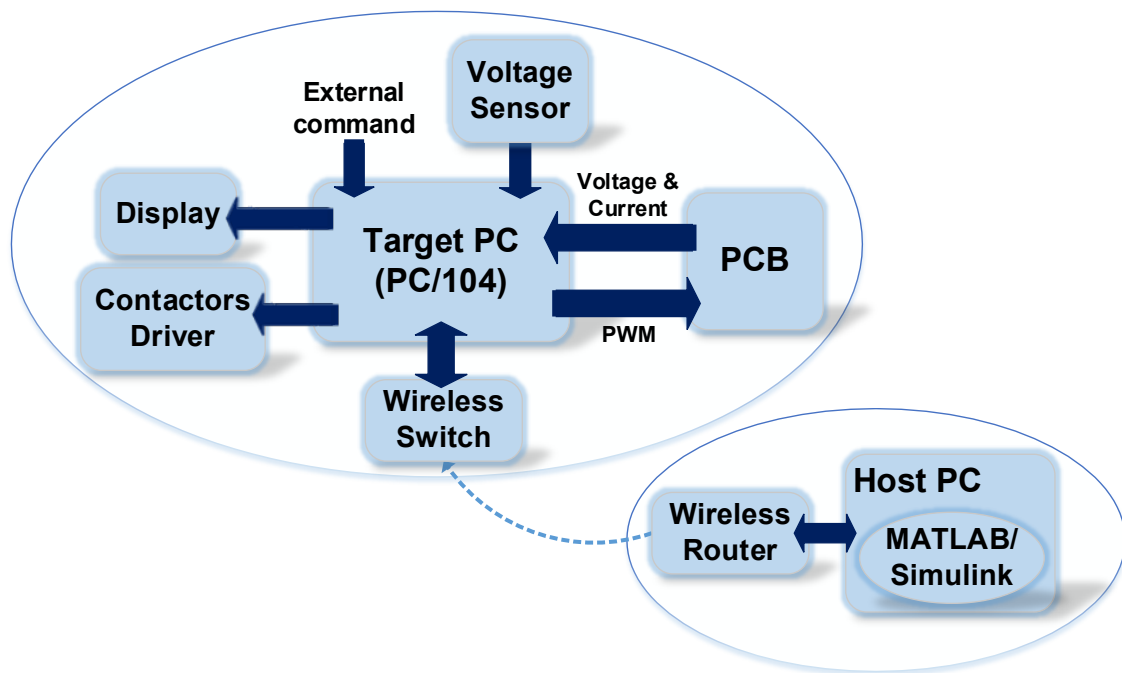 Voltage
Sensor
External
command
Voltage &
Current
Display
Target PC
(PC/104)
PCB
Contactors
Driver
PWM
Wireless
Switch
Host PC
Wireless
Router
MATLAB/
Simulink